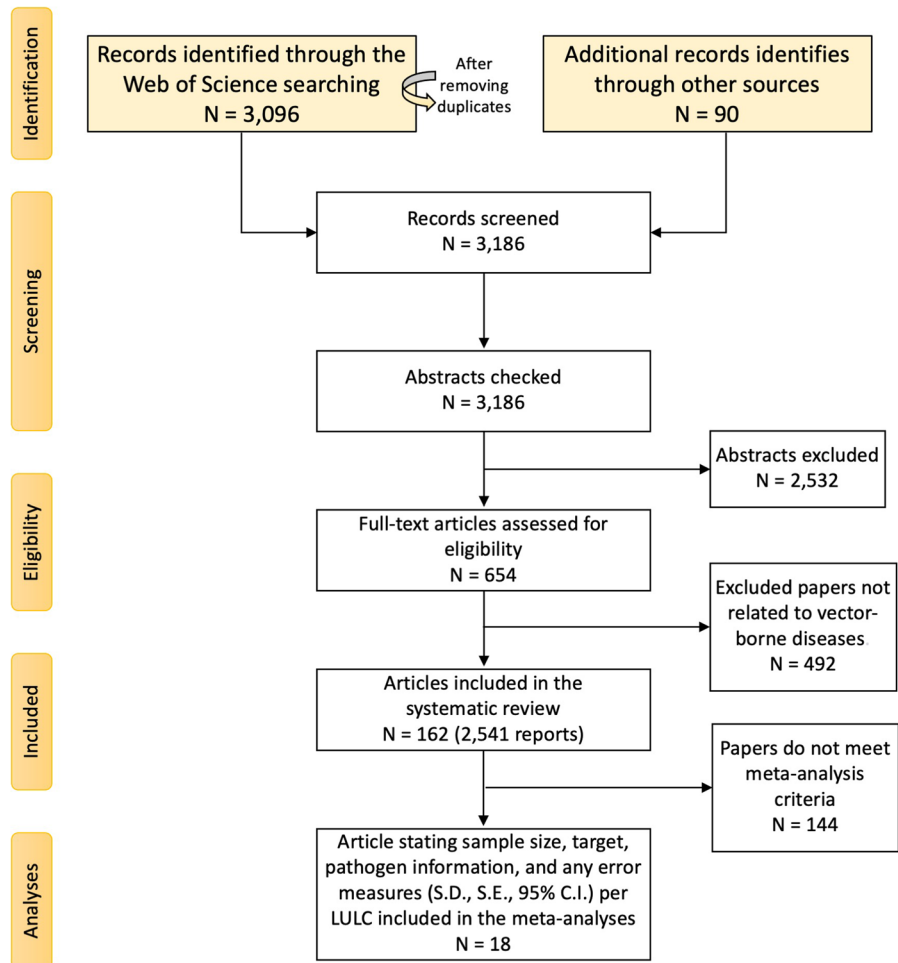 Identification
Records identified through the
Web of Science searching
N = 3,096
After
removing
duplicates
Additional records identifies
through other sources
N = 90
Screening
Records screened
N = 3,186
Abstracts checked
N = 3,186
Abstracts excluded
N = 2,532
Eligibility
Full-text articles assessed for
eligibility
N = 654
Excluded papers not
related to vector-
borne diseases
N = 492
Included
Articles included in the
systematic review
N = 162 (2,541 reports)
Papers do not meet
meta-analysis
criteria
N = 144
Analyses
Article stating sample size, target,
pathogen information, and any error
measures (S.D., S.E., 95% C.I.) per
LULC included in the meta-analyses
N = 18